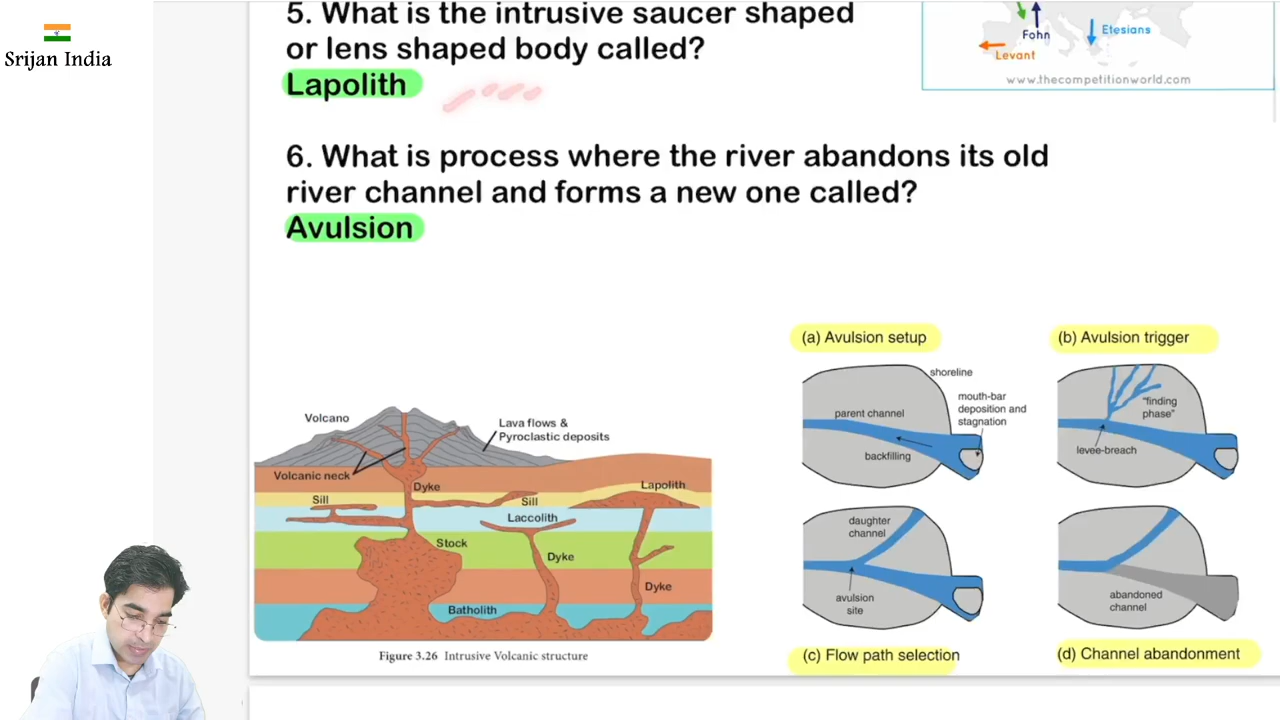 Srijan India
5. What is the intrusive saucer shaped
or lens shaped body called?
Lapolith
Fohn
Etesians
Levant
www.thecompetitionworld.com
6. What is process where the river abandons its old
river channel and forms a new one called?
Avulsion
Volcano
Lava flows &
Pyroclastic deposits
Volcanic neck
Dyke
Sill
Sill
Lapolith
Laccolith
Stock
Dyke
Dyke
Batholith
Figure 3.26 Intrusive Volcanic structure
(a) Avulsion setup
shoreline
mouth-bar
deposition and
stagnation
parent channel
backfilling
(b) Avulsion trigger
"finding
phase"
levee-breach
daughter
channel
avulsion
site
(c) Flow path selection
abandoned
channel
(d) Channel abandonment